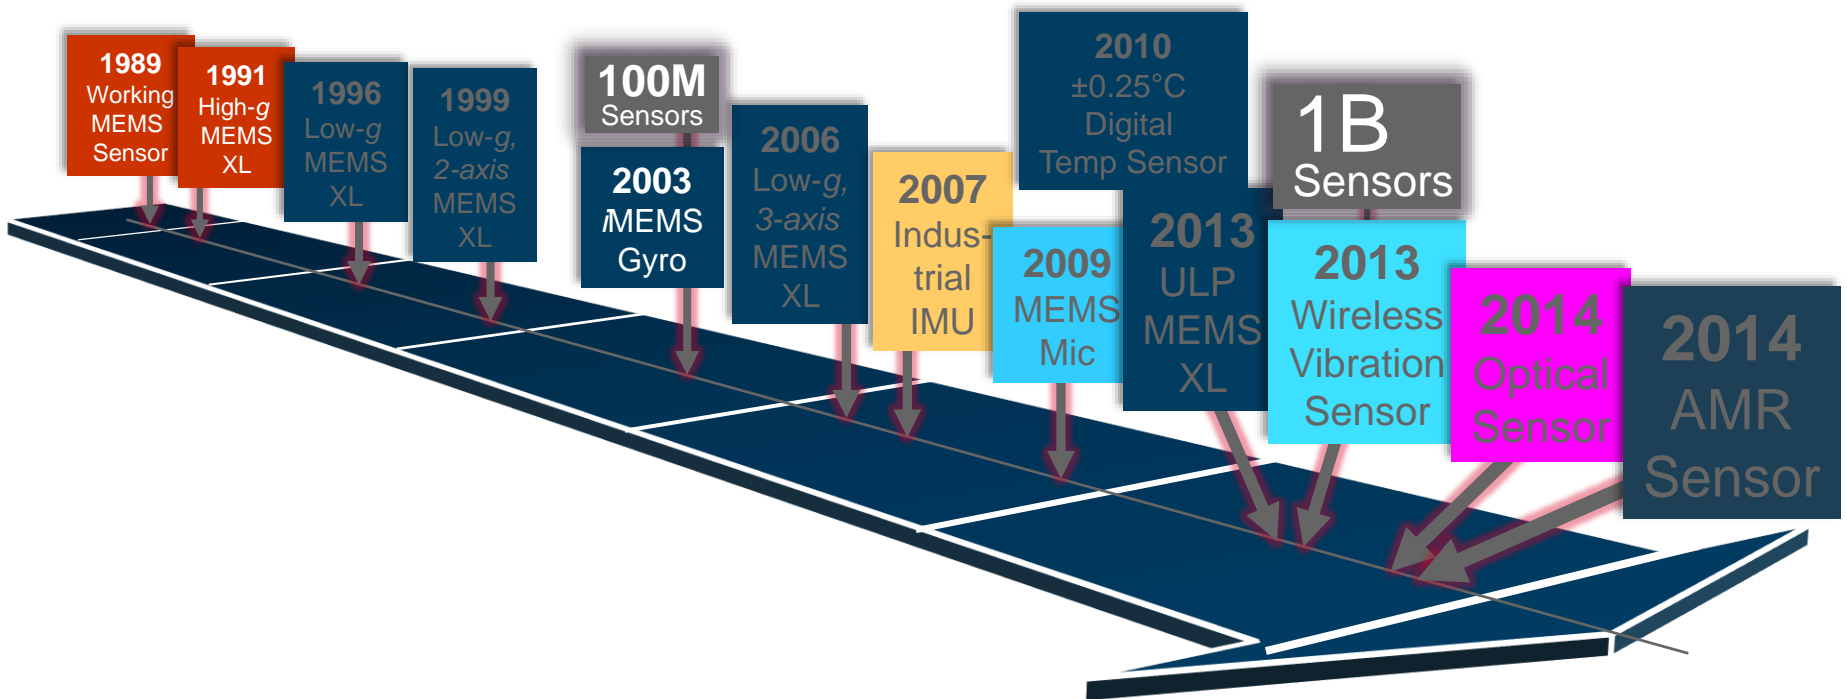 1989
Working
MEMS
Sensor
1991
High-g
MEMS
XL
1996
Low-g
MEMS
XL
1999
Low-g,
2-axis
MEMS
XL
100M
Sensors
2003
iMEMS
Gyro
2006
Low-g,
3-axis
MEMS
XL
2007
Indus-
trial
IMU
2009
MEMS
Mic
2010
±0.25°C
Digital
Temp Sensor
2013
ULP
MEMS
XL
1B
Sensors
2013
Wireless
Vibration
Sensor
2014
Optical
Sensor
2014
AMR
Sensor